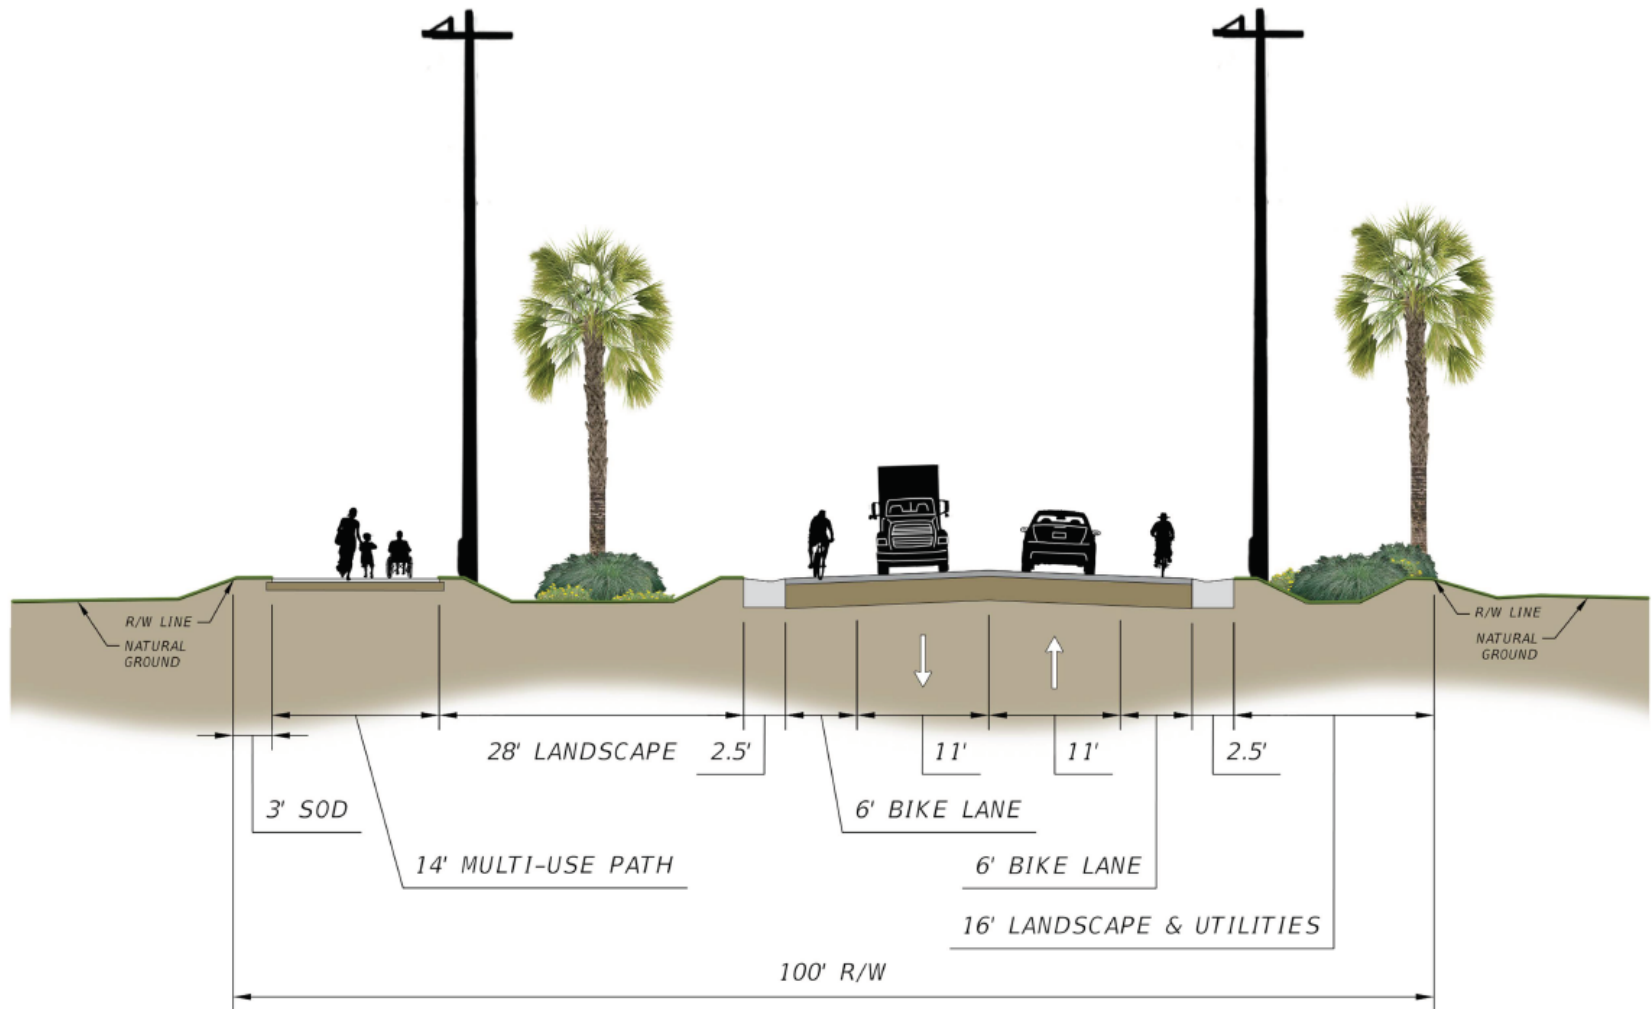 R/W LINE
NATURAL
GROUND
R/W LINE
NATURAL
GROUND
28' LANDSCAPE
2.5'
11'
11'
2.5'
3' SOD
6' BIKE LANE
14' MULTI-USE PATH
6' BIKE LANE
16' LANDSCAPE & UTILITIES
100' R/W